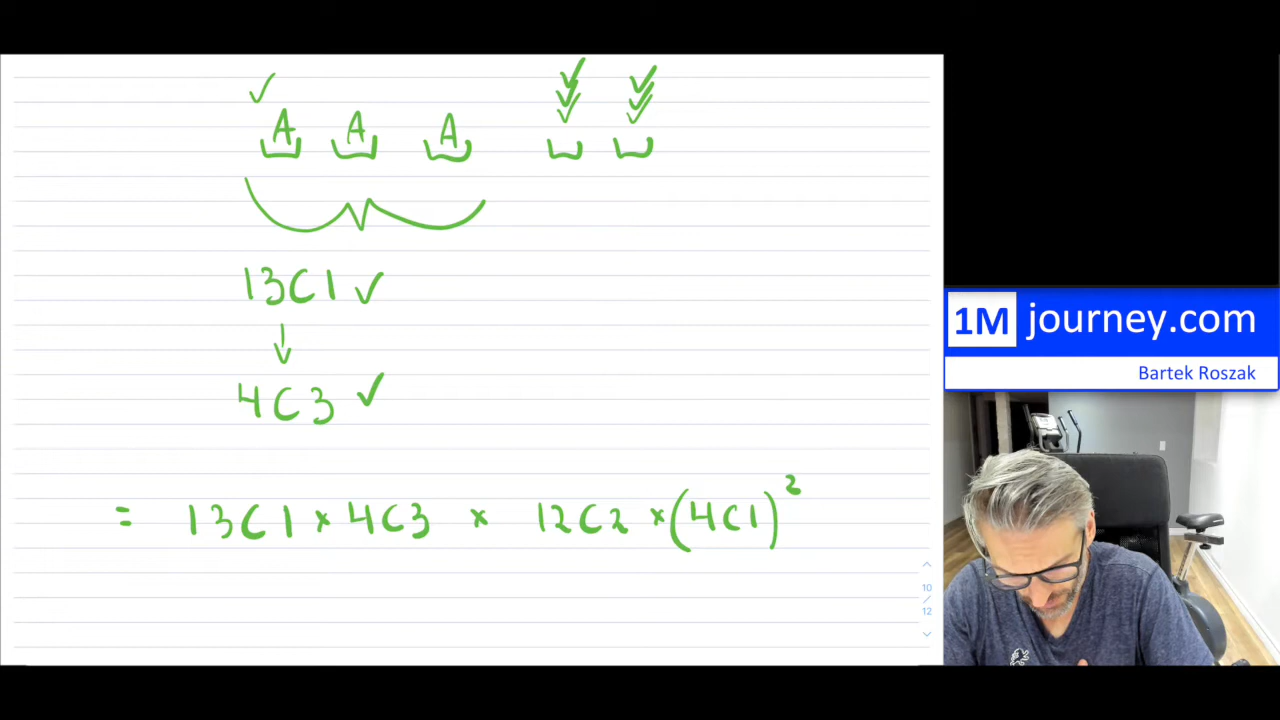 ✓
A A A
13C1 ✓
↓
4C3 ✓
= 13C1 × 4C3 × 12C2 × (4C1)²
10
/
12
1M journey.com
Bartek Roszak